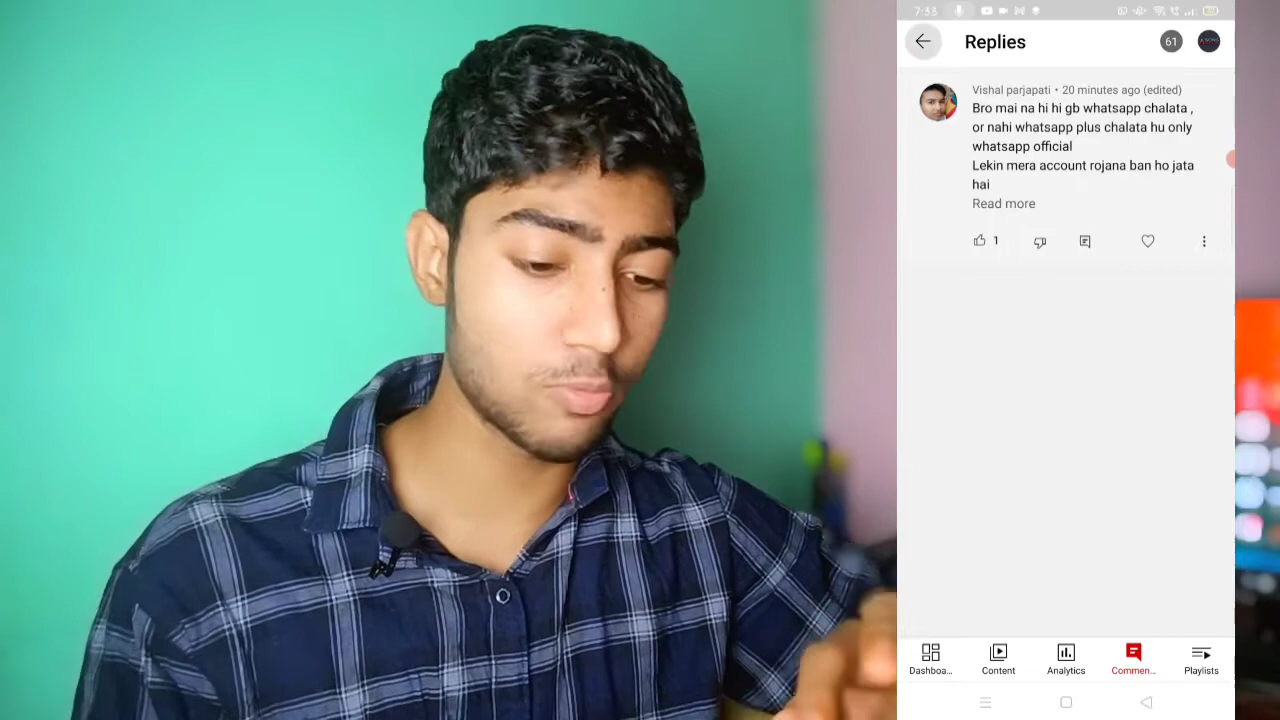 7:33
Replies
61
Vishal parjapati • 20 minutes ago (edited)
Bro mai na hi hi gb whatsapp chalata ,
or nahi whatsapp plus chalata hu only
whatsapp official
Lekin mera account rojana ban ho jata
hai
Read more
1
Dashboa...
Content
Analytics
Commen...
Playlists